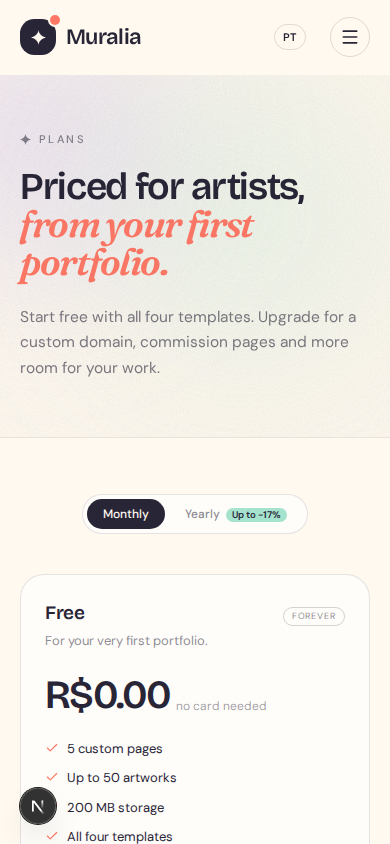 Muralia
PT
PLANS
Priced for artists,
from your first
portfolio.
Start free with all four templates. Upgrade for a
custom domain, commission pages and more
room for your work.
Monthly
Yearly
Up to -17%
Free
FOREVER
For your very first portfolio.
R$0.00 no card needed
5 custom pages
Up to 50 artworks
N
200 MB storage
All four templates